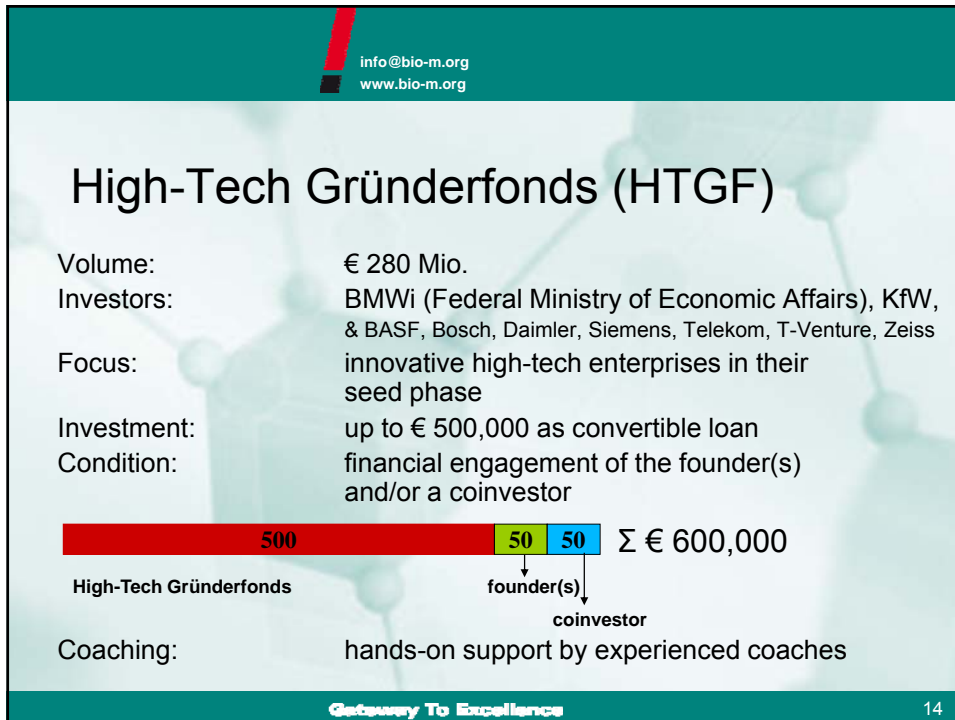 info@bio-m.org
www.bio-m.org
High-Tech Gründerfonds (HTGF)
Volume: € 280 Mio.
Investors: BMWi (Federal Ministry of Economic Affairs), KfW,
& BASF, Bosch, Daimler, Siemens, Telekom, T-Venture, Zeiss
Focus: innovative high-tech enterprises in their
seed phase
Investment: up to € 500,000 as convertible loan
Condition: financial engagement of the founder(s)
and/or a coinvestor
500 50 50 Σ € 600,000
High-Tech Gründerfonds founder(s)
coinvestor
Coaching: hands-on support by experienced coaches
Gateway To Excellence 14